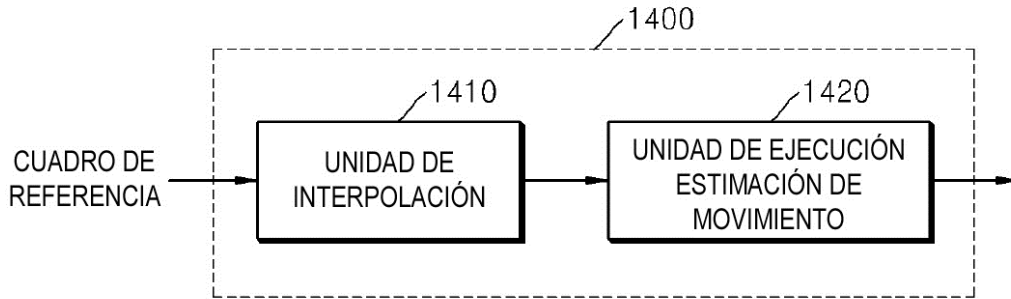 1400
1410
1420
CUADRO DE
REFERENCIA
UNIDAD DE
INTERPOLACIÓN
UNIDAD DE EJECUCIÓN
ESTIMACIÓN DE
MOVIMIENTO